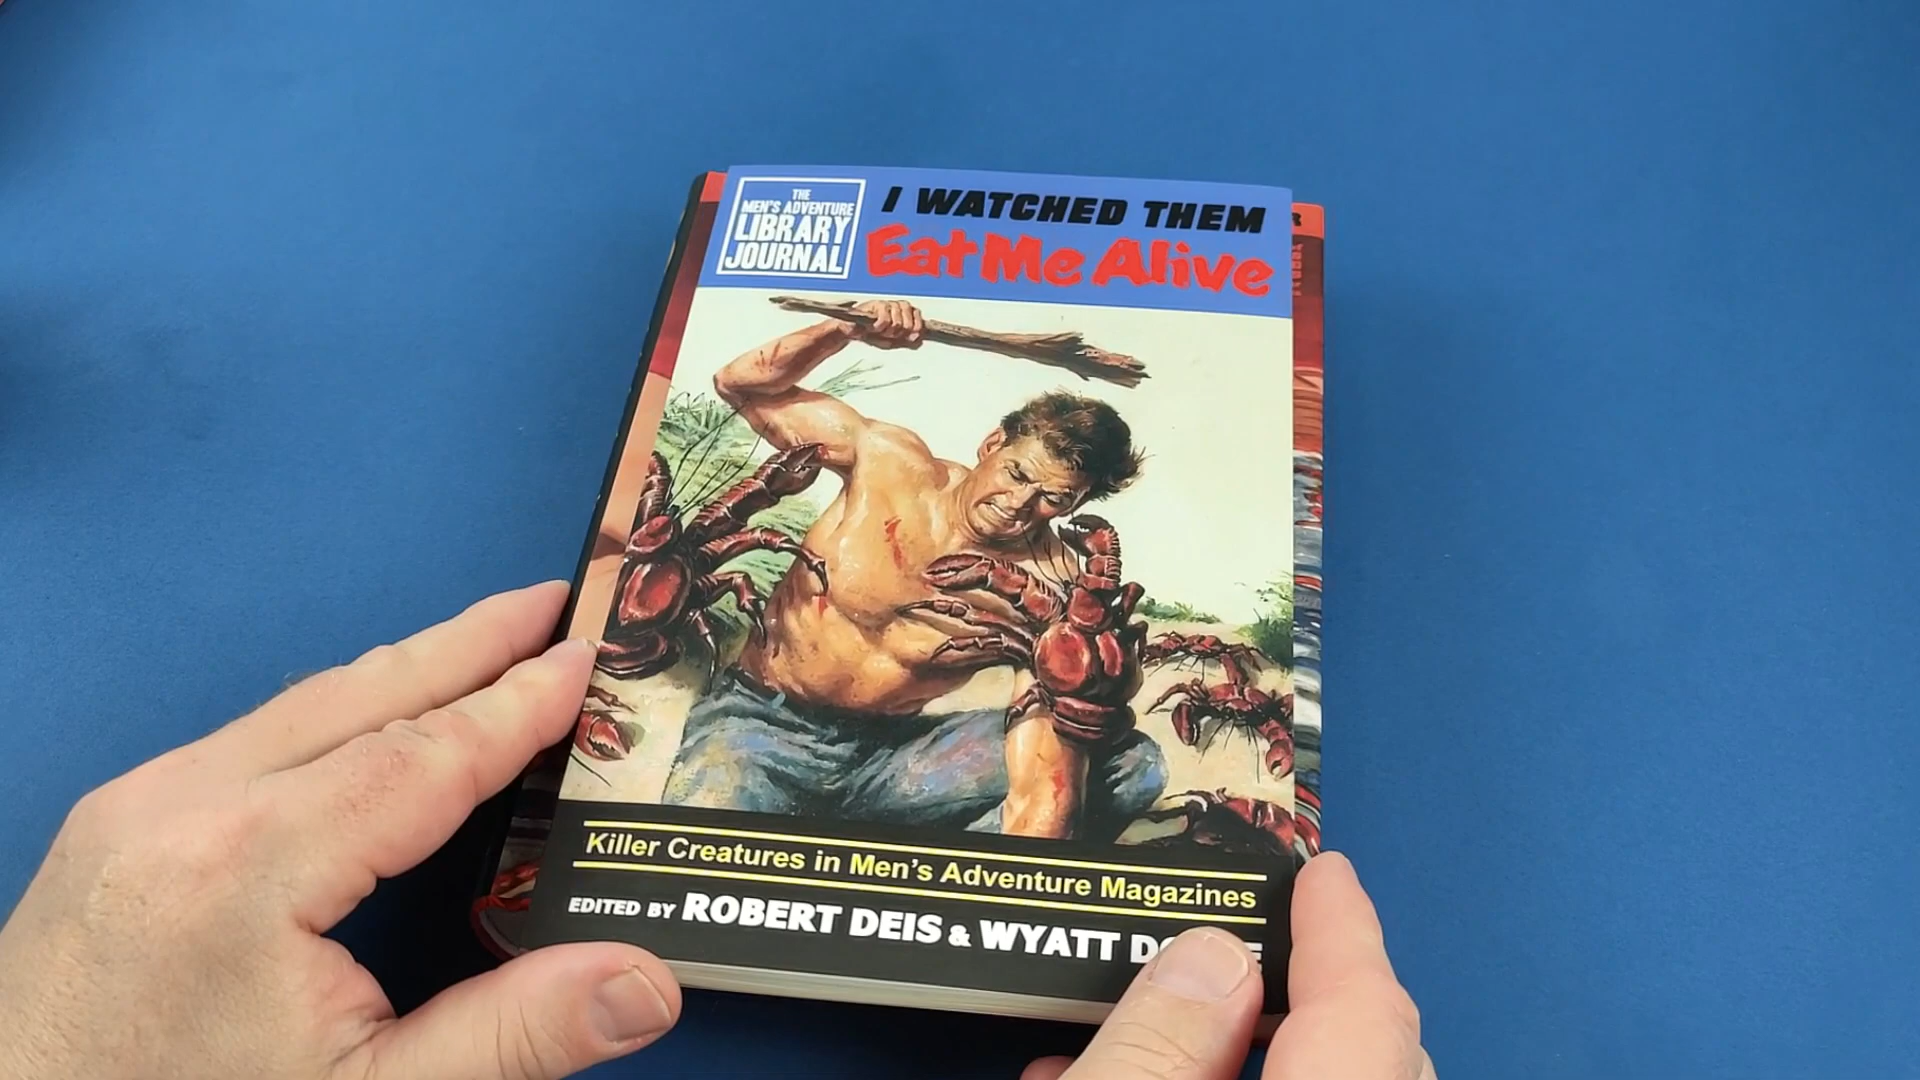 THE
MEN'S ADVENTURE
LIBRARY
JOURNAL
I WATCHED THEM
Eat Me Alive
Killer Creatures in Men's Adventure Magazines
EDITED BY ROBERT DEIS & WYATT